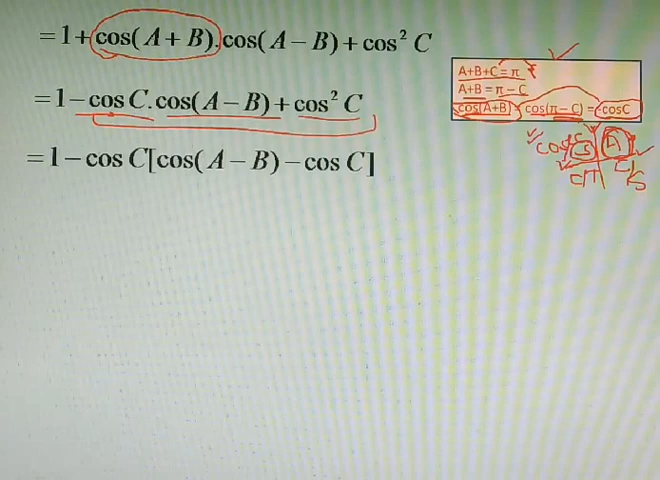 =1+cos(A+B).cos(A−B)+cos² C
=1−cos C.cos(A−B)+cos² C
=1−cos C[cos(A−B)−cos C]
A+B+C=π
A+B=π−C
cos(A+B)=cos(π−C)=-cosC
A